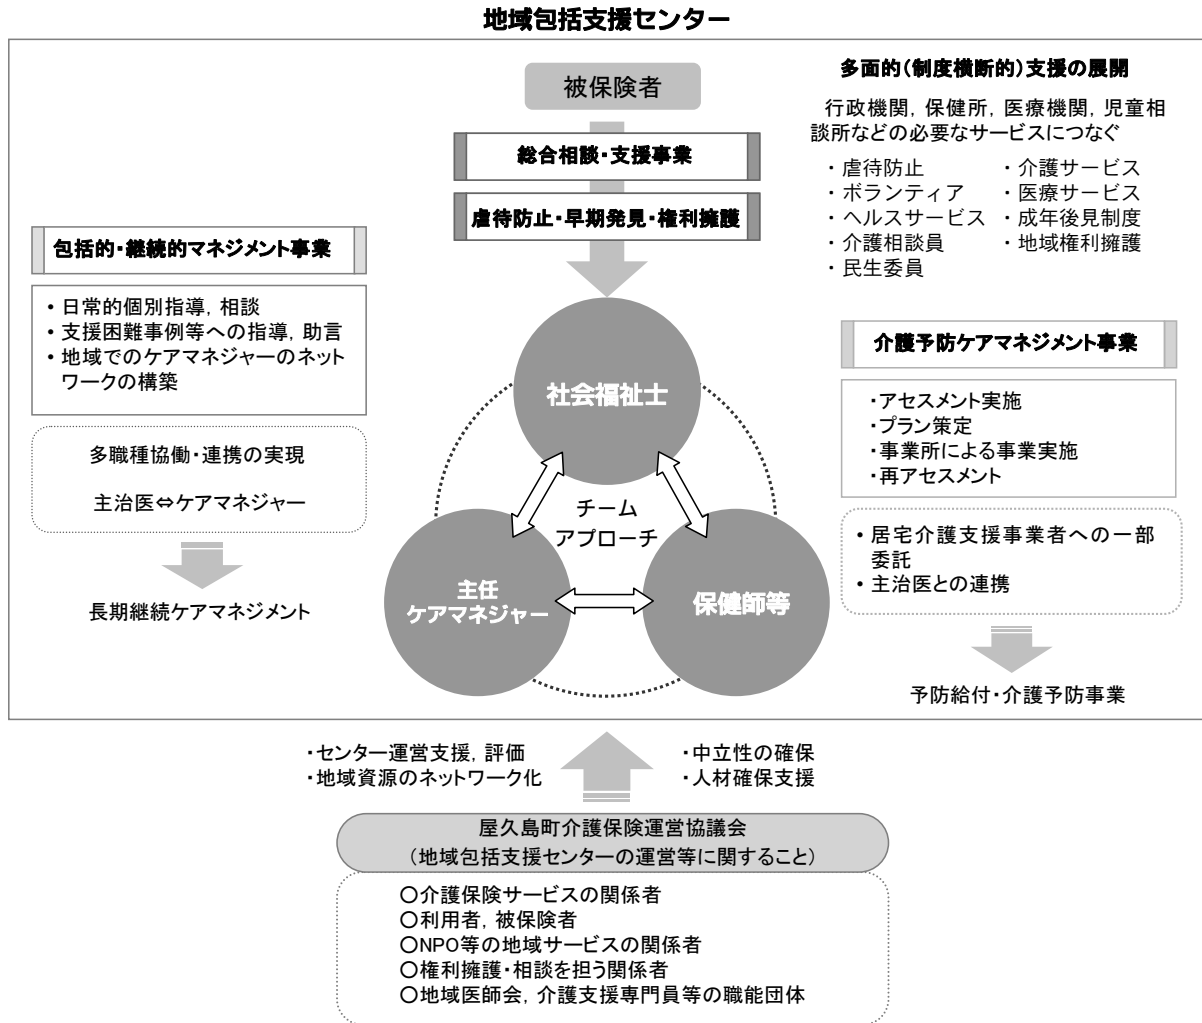 地域包括支援センター
被保険者
総合相談・支援事業
虐待防止・早期発見・権利擁護
多面的（制度横断的）支援の展開
行政機関，保健所，医療機関，児童相
談所などの必要なサービスにつなぐ
・虐待防止
・ボランティア
・ヘルスサービス
・介護相談員
・民生委員
・介護サービス
・医療サービス
・成年後見制度
・地域権利擁護
包括的・継続的マネジメント事業
・日常的個別指導，相談
・支援困難事例等への指導，助言
・地域でのケアマネジャーのネット
ワークの構築
多職種協働・連携の実現
主治医⇔ケアマネジャー
長期継続ケアマネジメント
社会福祉士
チーム
アプローチ
主任
ケアマネジャー
保健師等
介護予防ケアマネジメント事業
・アセスメント実施
・プラン策定
・事業所による事業実施
・再アセスメント
・居宅介護支援事業者への一部
委託
・主治医との連携
予防給付・介護予防事業
・センター運営支援，評価
・地域資源のネットワーク化
・中立性の確保
・人材確保支援
屋久島町介護保険運営協議会
（地域包括支援センターの運営等に関すること）
○介護保険サービスの関係者
○利用者，被保険者
○NPO等の地域サービスの関係者
○権利擁護・相談を担う関係者
○地域医師会，介護支援専門員等の職能団体